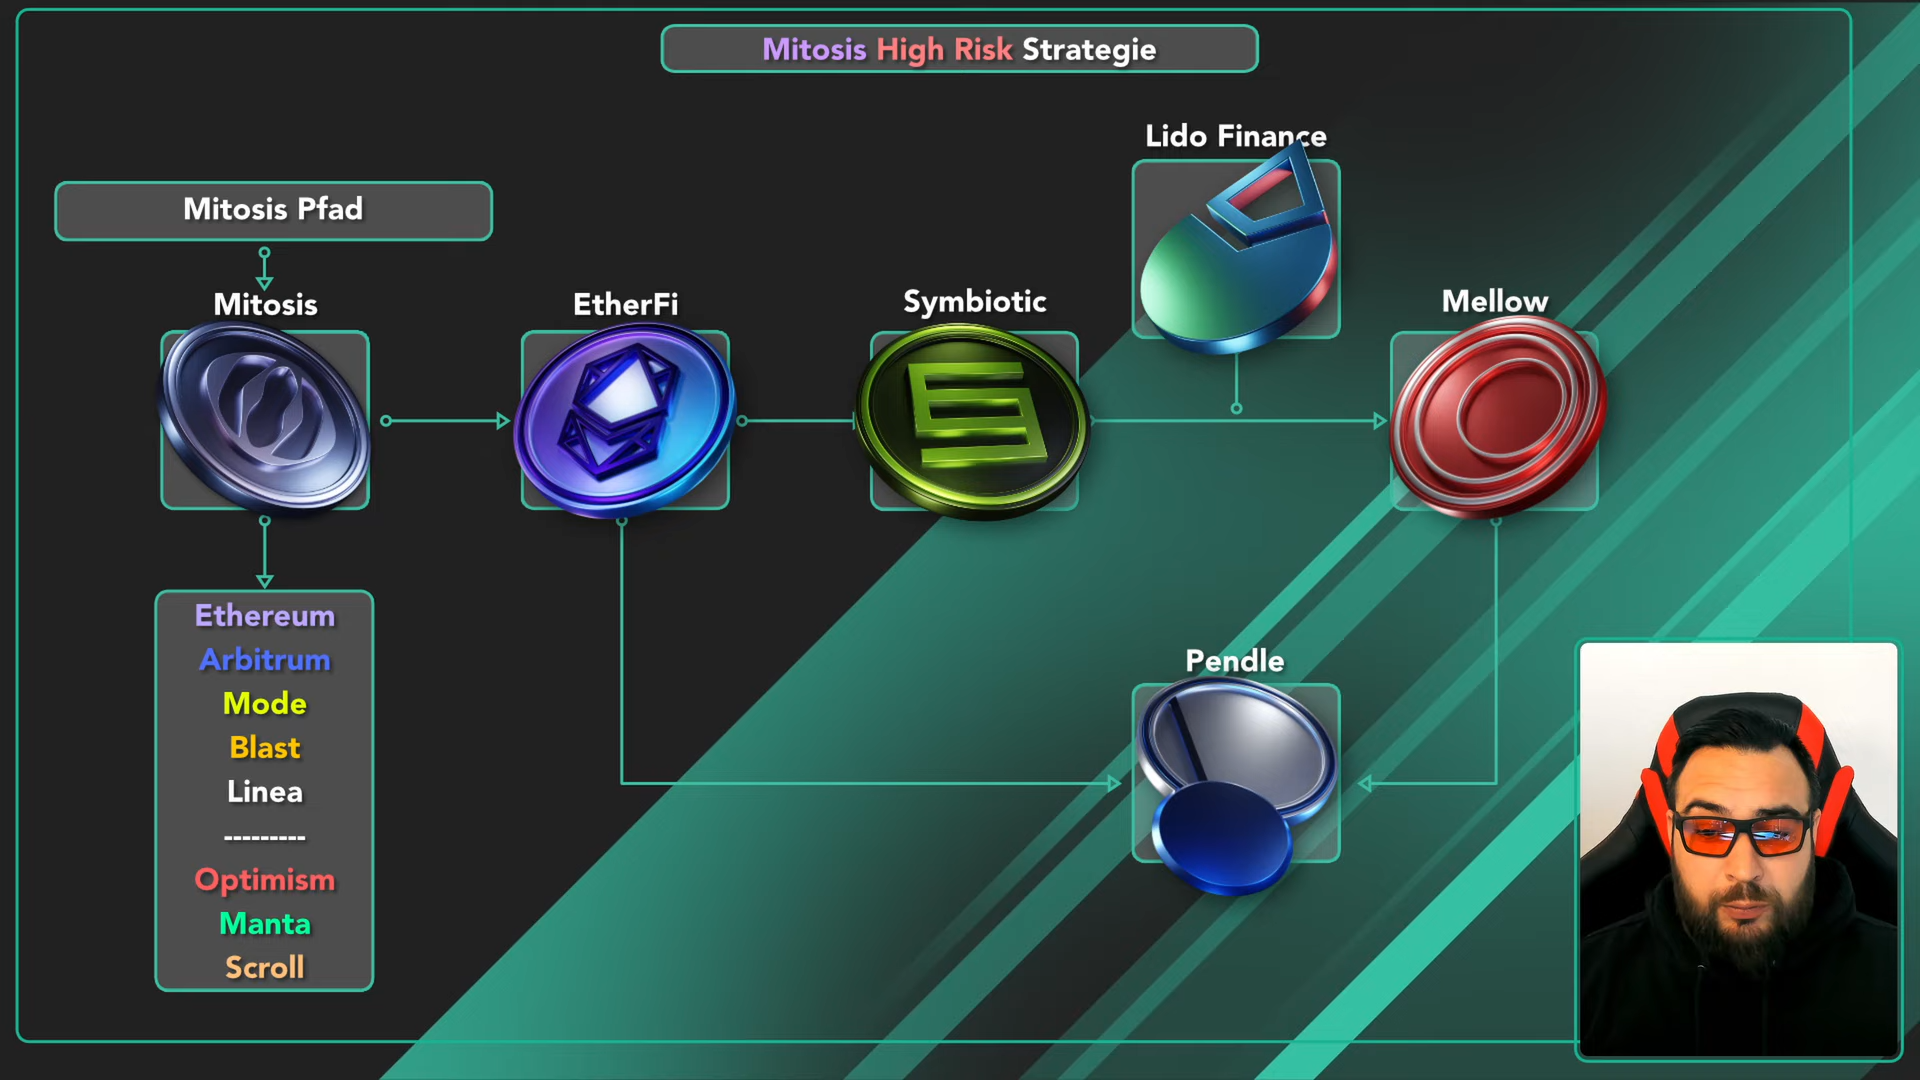 Mitosis High Risk Strategie
Lido Finance
Mitosis Pfad
Mitosis
EtherFi
Symbiotic
Mellow
Ethereum
Arbitrum
Mode
Blast
Linea
---------
Optimism
Manta
Scroll
Pendle